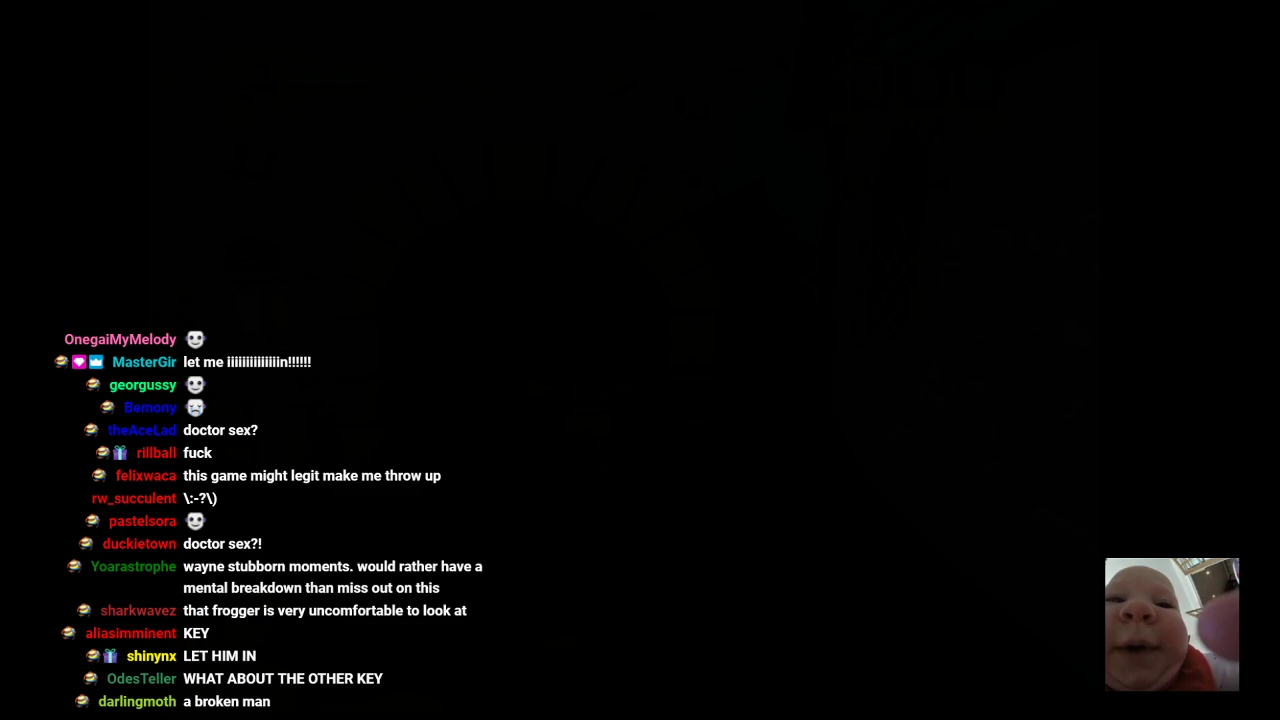 OnegaiMyMelody
MasterGir let me iiiiiiiiiiiiiin!!!!!!
georgussy
Bemony
theAceLad doctor sex?
rillball fuck
felixwaca this game might legit make me throw up
rw_succulent \:-?\)
pastelsora
duckietown doctor sex?!
Yoarastrophe wayne stubborn moments. would rather have a
mental breakdown than miss out on this
sharkwavez that frogger is very uncomfortable to look at
aliasimminent KEY
shinynx LET HIM IN
OdesTeller WHAT ABOUT THE OTHER KEY
darlingmoth a broken man